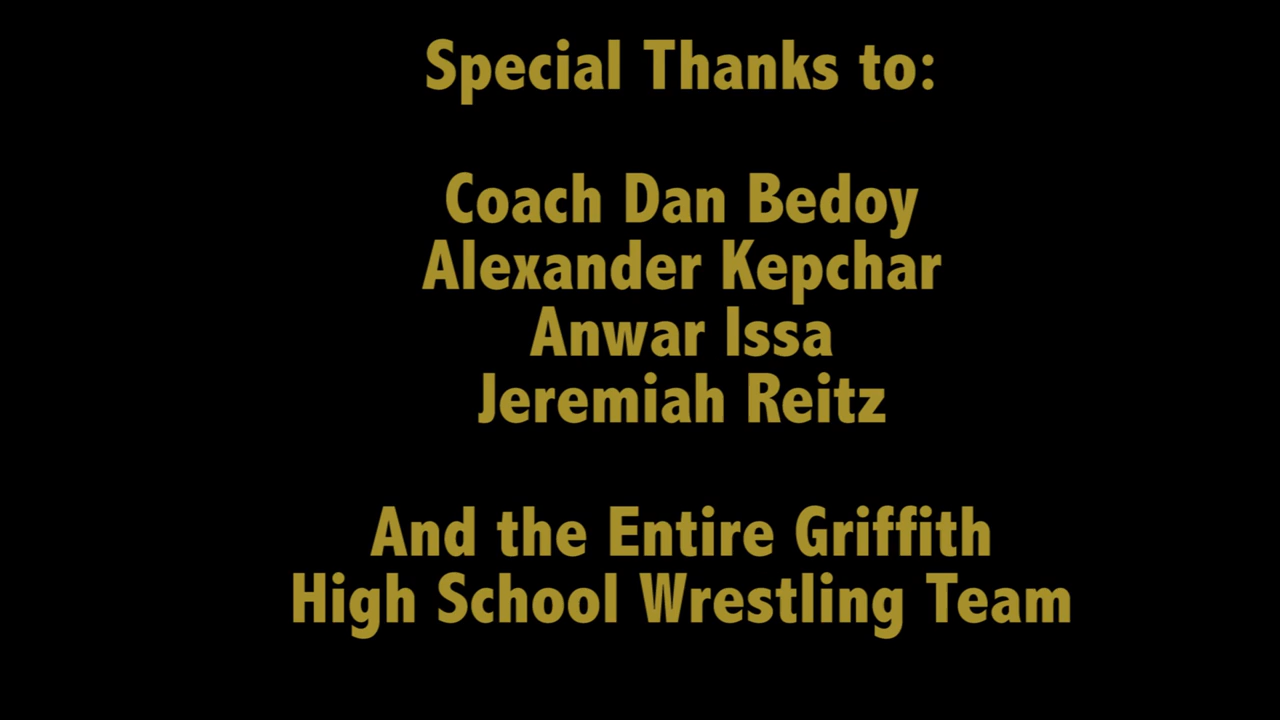 Special Thanks to:
Coach Dan Bedoy
Alexander Kepchar
Anwar Issa
Jeremiah Reitz
And the Entire Griffith
High School Wrestling Team